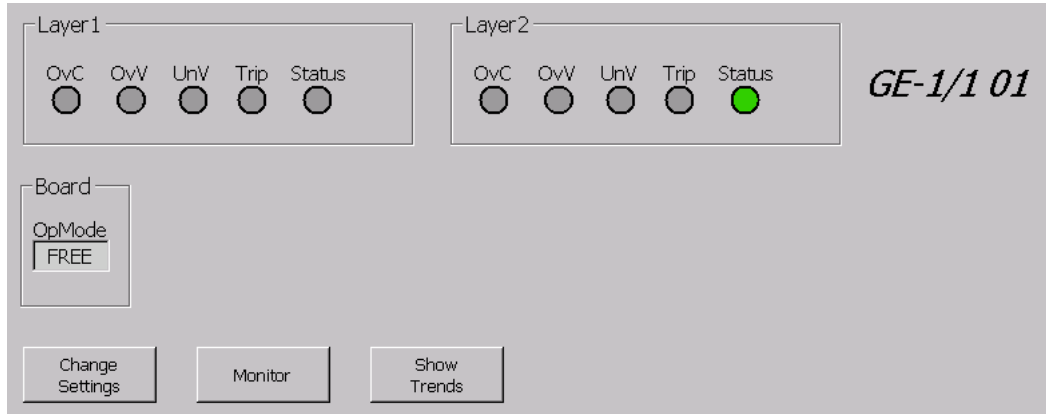 Layer1
OvC OvV UnV Trip Status
Layer2
OvC OvV UnV Trip Status
GE-1/1 01
Board
OpMode
FREE
Change
Settings
Monitor
Show
Trends